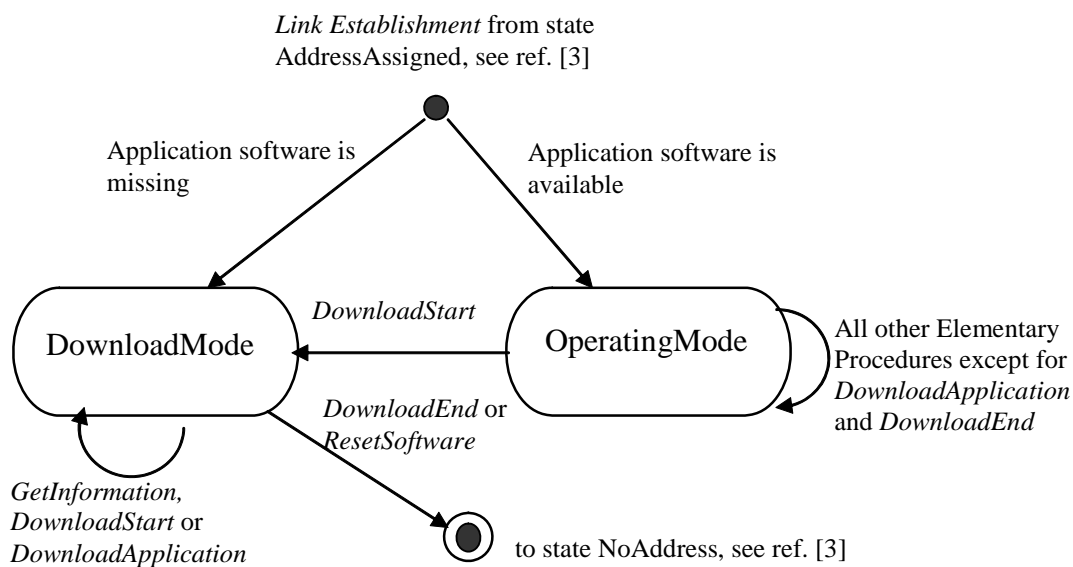 Link Establishment from state
AddressAssigned, see ref. [3]
Application software is
missing
Application software is
available
DownloadMode
DownloadStart
OperatingMode
All other Elementary
Procedures except for
DownloadApplication
and DownloadEnd
DownloadEnd or
ResetSoftware
GetInformation,
DownloadStart or
DownloadApplication
to state NoAddress, see ref. [3]